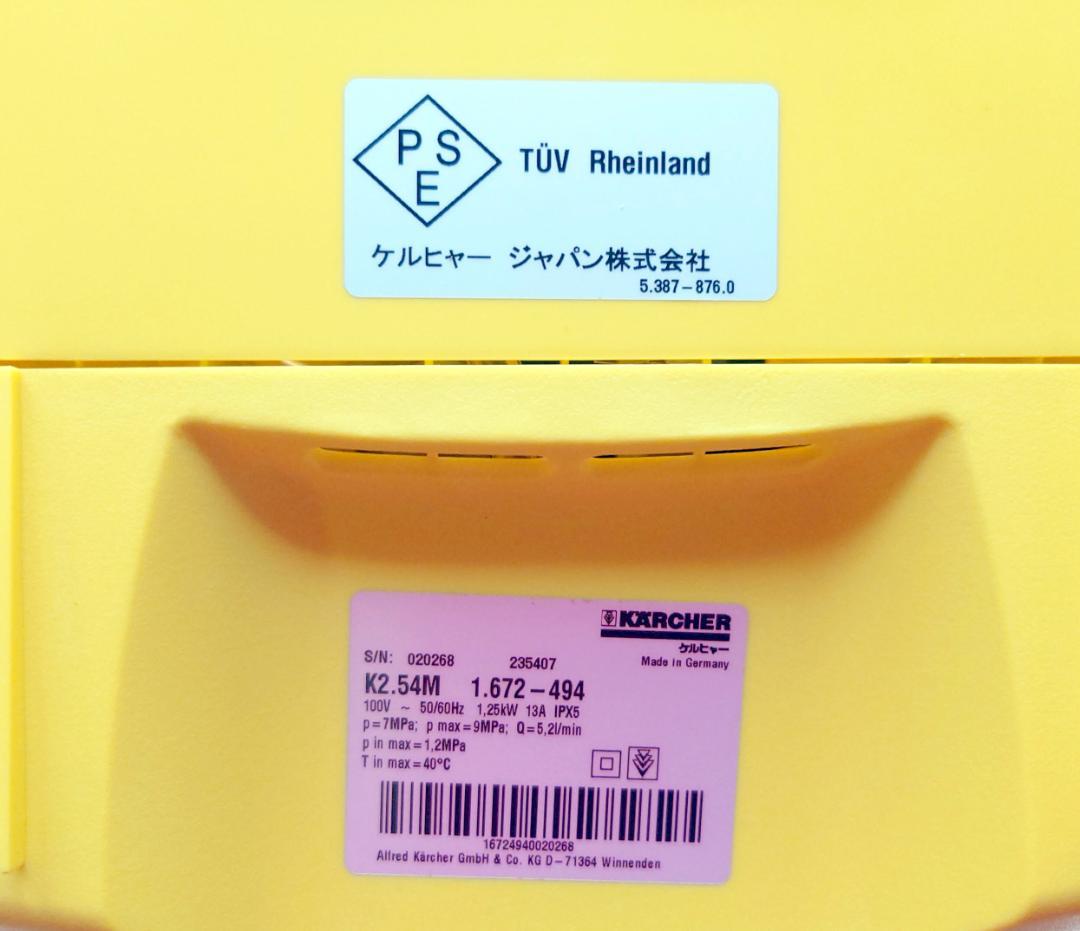 PS
E
TÜV Rheinland
ケルヒャー ジャパン株式会社
5.387-876.0
KÄRCHER
ケルヒャー
Made in Germany
S/N: 020268 235407
K2.54M 1.672-494
100V ~ 50/60Hz 1,25kW 13A IPX5
p=7MPa; p max=9MPa; Q=5,2l/min
p in max=1,2MPa
T in max=40°C
16724940020268
Alfred Kärcher GmbH & Co. KG D-71364 Winnenden